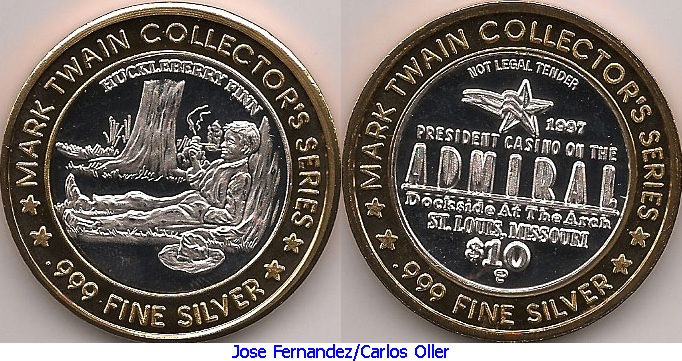 MARK TWAIN COLLECTOR'S SERIES
HUCKLEBERRY FINN
.999 FINE SILVER
MARK TWAIN COLLECTOR'S SERIES
NOT LEGAL TENDER
1997
PRESIDENT CASINO ON THE
ADMIRAL
Dockside At The Arch
ST. LOUIS, MISSOURI
$10
e
.999 FINE SILVER
Jose Fernandez/Carlos Oller